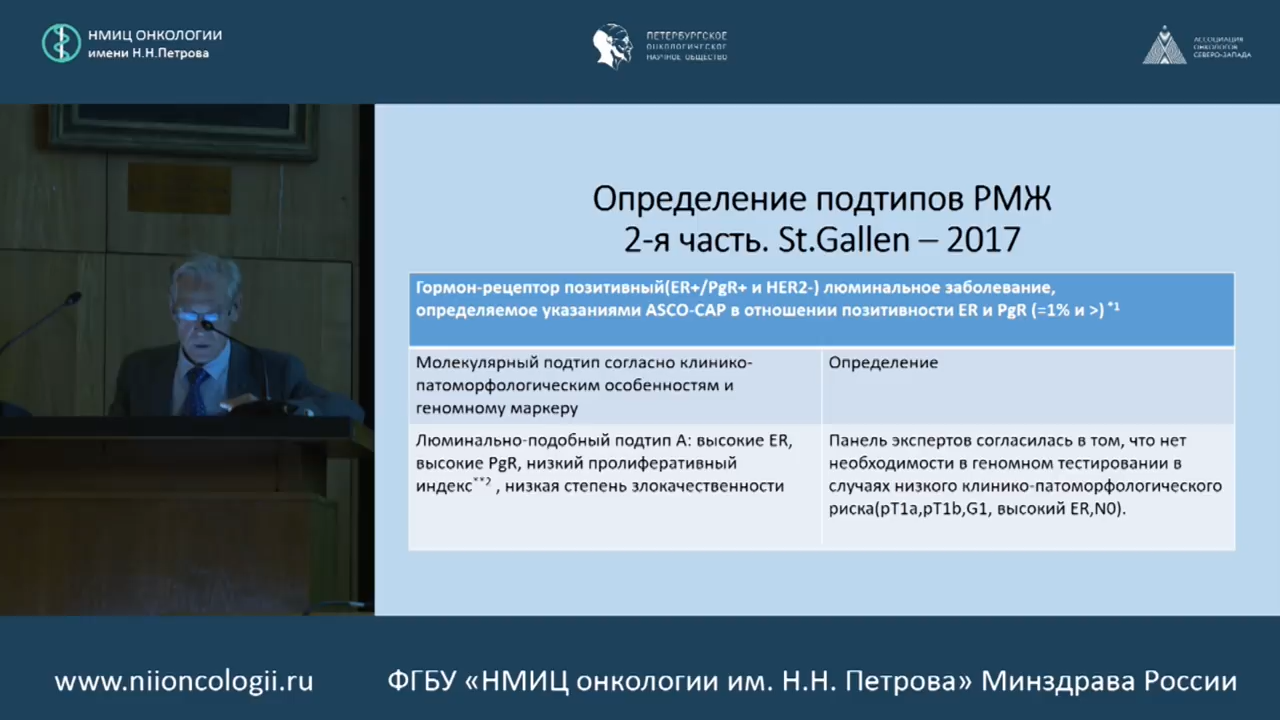 НМИЦ ОНКОЛОГИИ
имени Н.Н.Петрова
ПЕТЕРБУРГСКОЕ
ОНКОЛОГИЧЕСКОЕ
НАУЧНОЕ ОБЩЕСТВО
АССОЦИАЦИЯ
ОНКОЛОГОВ
СЕВЕРО-ЗАПАДА
Определение подтипов РМЖ
2-я часть. St.Gallen – 2017
Гормон-рецептор позитивный(ER+/PgR+ и HER2-) люминальное заболевание,
определяемое указаниями ASCO-CAP в отношении позитивности ER и PgR (=1% и >) *1
Молекулярный подтип согласно клинико-
патоморфологическим особенностям и
геномному маркеру
Определение
Люминально-подобный подтип А: высокие ER,
высокие PgR, низкий пролиферативный
индекс**2 , низкая степень злокачественности
Панель экспертов согласилась в том, что нет
необходимости в геномном тестировании в
случаях низкого клинико-патоморфологического
риска(pT1a,pT1b,G1, высокий ER,N0).
www.niioncologii.ru
ФГБУ «НМИЦ онкологии им. Н.Н. Петрова» Минздрава России